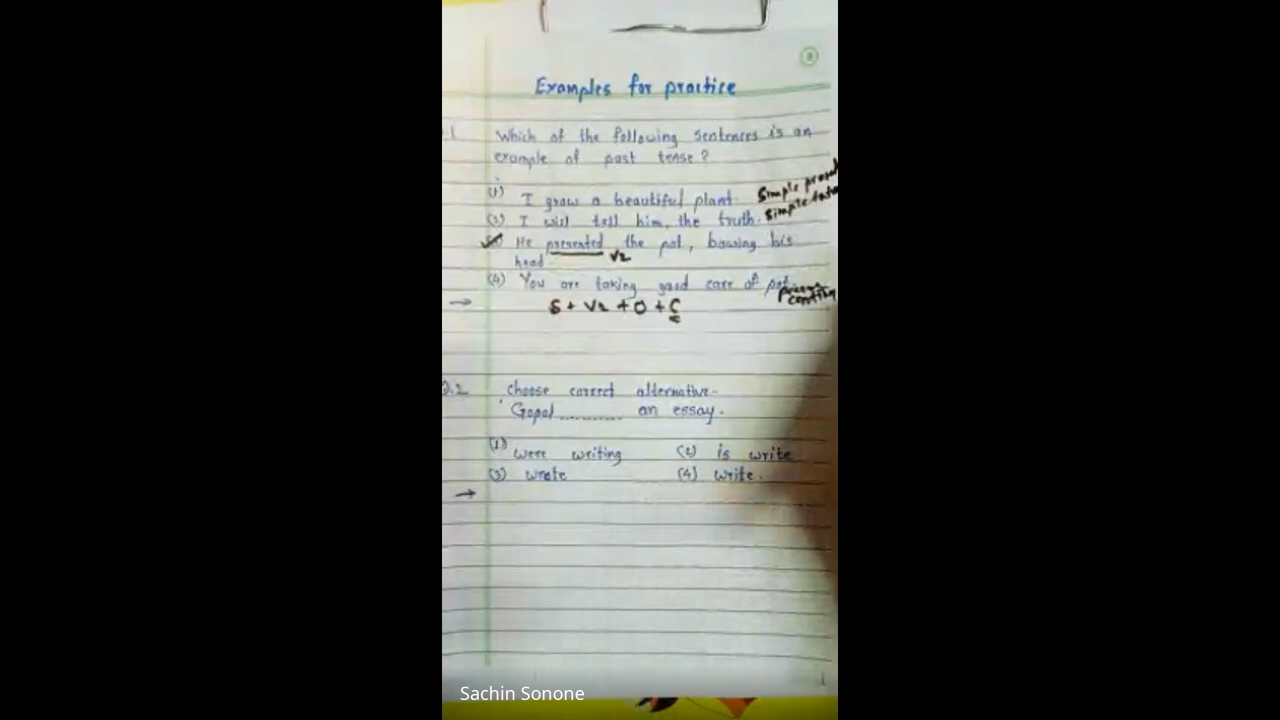 Examples for practice
Which of the following sentences is an
example of past tense?
(1) I grow a beautiful plant. Simple
(2) I will tell him, the truth. Simple
He presented the pot, bowing his
V2
head
(4) You are taking good care of
S + V2 + O + C
Q.2 Choose correct alternative-
Gopal .......... an essay.
(1) were writing (2) is write
(3) wrote (4) write.
Sachin Sonone